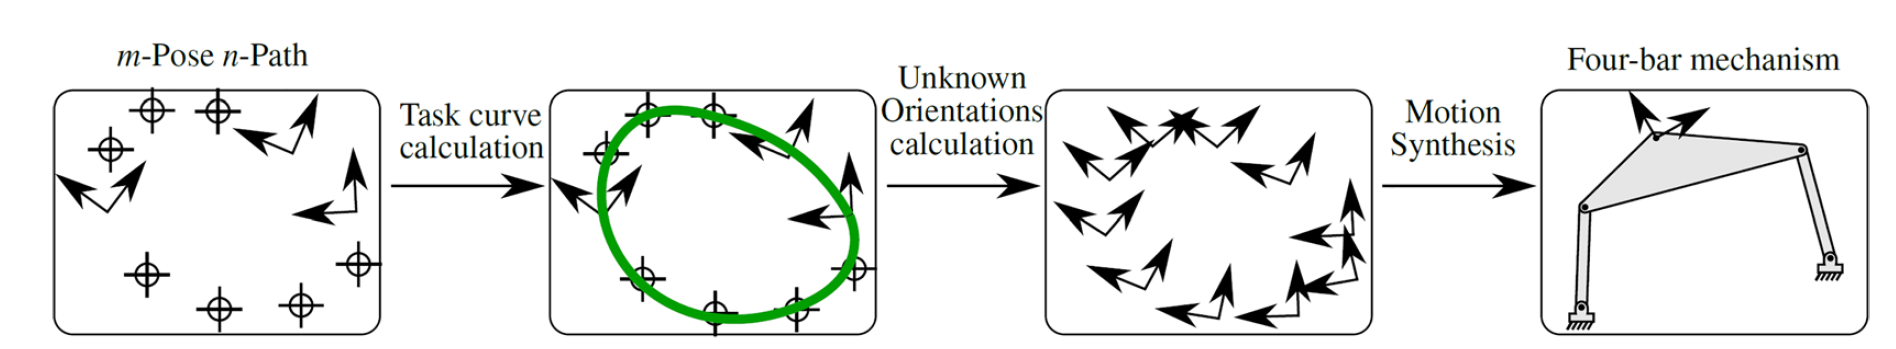 m-Pose n-Path
Task curve
calculation
Unknown
Orientations
calculation
Motion
Synthesis
Four-bar mechanism